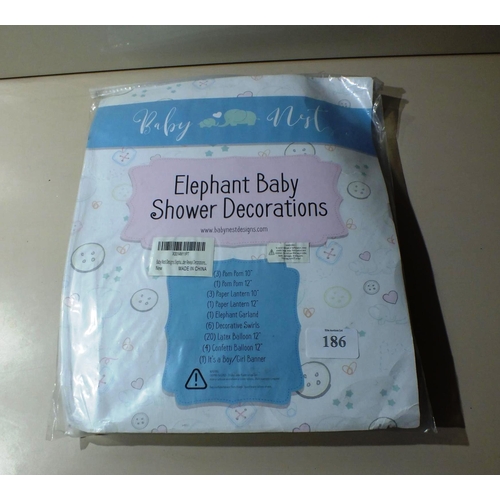 Baby Nest
Elephant Baby
Shower Decorations
www.babynestdesigns.com
MADE IN CHINA
(3) Pom Pom 10"
(1) Pom Pom 12"
(3) Paper Lantern 10"
(1) Paper Lantern 12"
(1) Elephant Garland
(6) Decorative Swirls
(20) Latex Balloon 12"
(4) Confetti Balloon 12"
(1) It's a Boy/Girl Banner
186